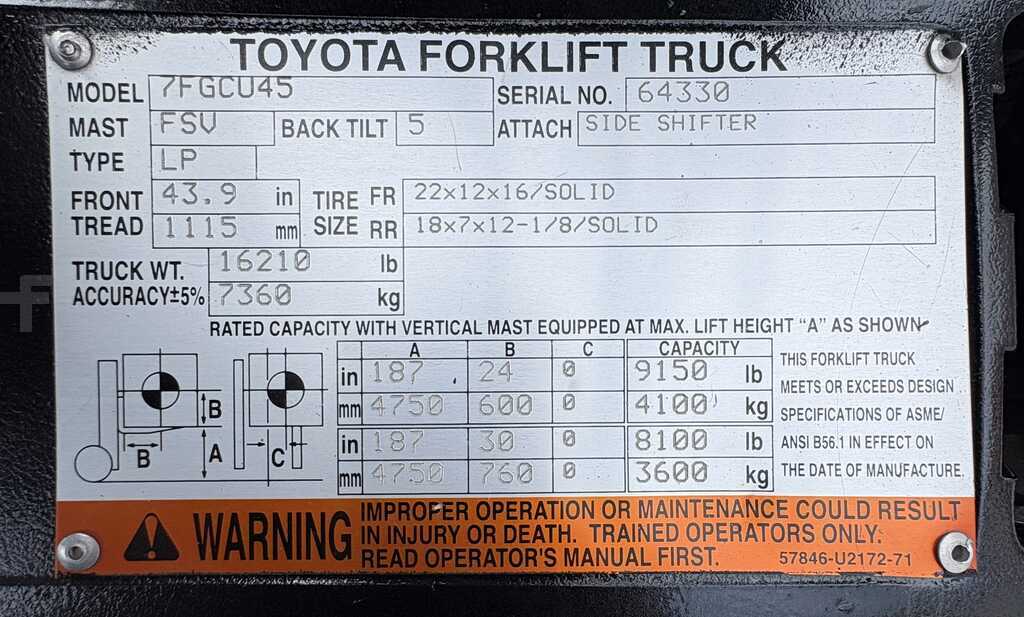 TOYOTA FORKLIFT TRUCK
MODEL 7FGCU45 SERIAL NO. 64330
MAST FSV BACK TILT 5 ATTACH SIDE SHIFTER
TYPE LP
FRONT TREAD 43.9 in 1115 mm
TIRE SIZE FR 22x12x16/SOLID
RR 18x7x12-1/8/SOLID
TRUCK WT. 16210 lb
ACCURACY±5% 7360 kg
RATED CAPACITY WITH VERTICAL MAST EQUIPPED AT MAX. LIFT HEIGHT "A" AS SHOWN
A B C CAPACITY
in 187 24 0 9150 lb
mm 4750 600 0 4100 kg
in 187 30 0 8100 lb
mm 4750 760 0 3600 kg
B
B A C
THIS FORKLIFT TRUCK
MEETS OR EXCEEDS DESIGN
SPECIFICATIONS OF ASME/
ANSI B56.1 IN EFFECT ON
THE DATE OF MANUFACTURE.
WARNING
IMPROPER OPERATION OR MAINTENANCE COULD RESULT
IN INJURY OR DEATH. TRAINED OPERATORS ONLY.
READ OPERATOR'S MANUAL FIRST.
57846-U2172-71